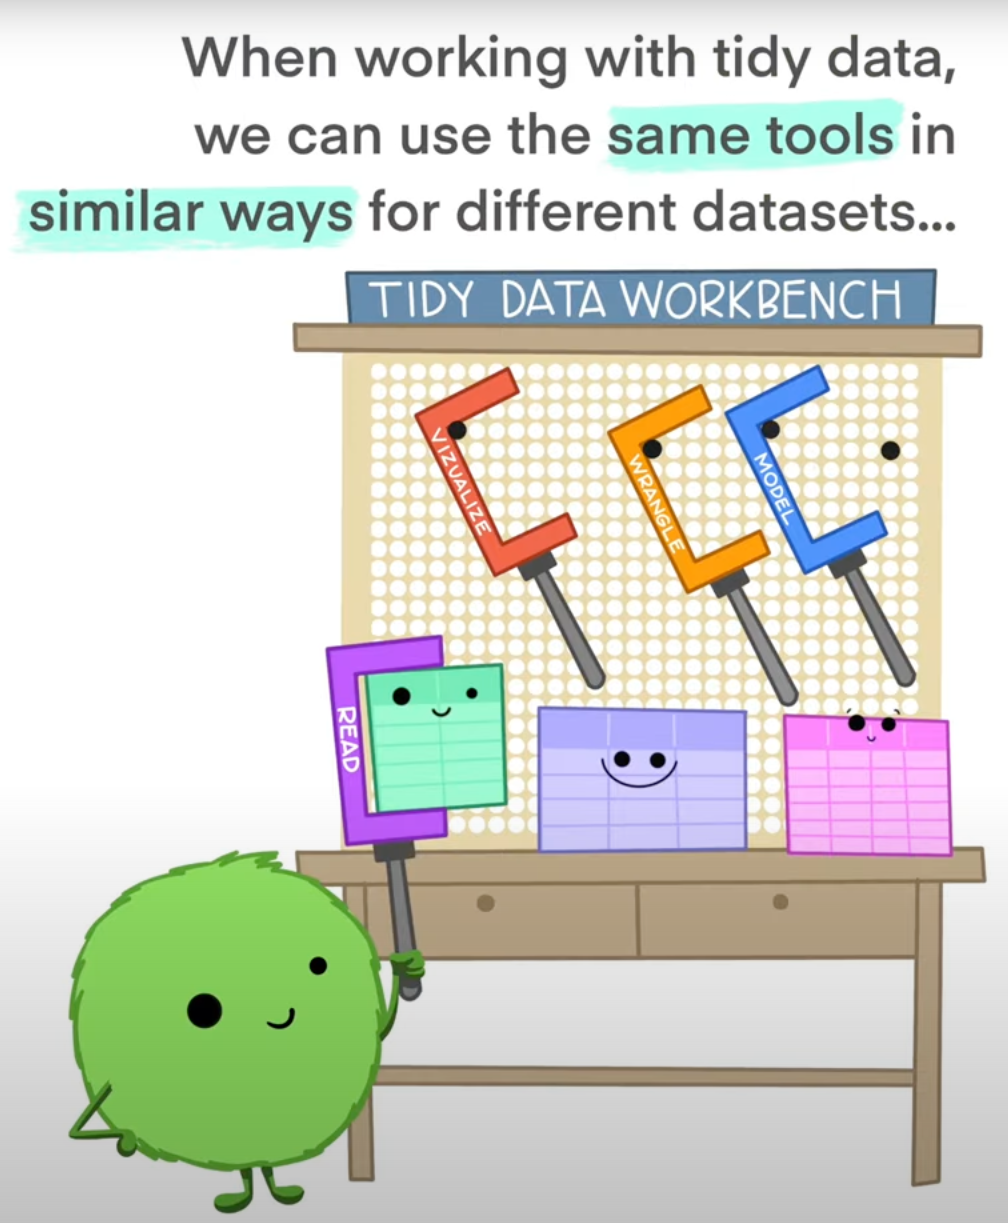 When working with tidy data,
we can use the same tools in
similar ways for different datasets...
TIDY DATA WORKBENCH
VIZUALIZE
WRANGLE
MODEL
READ